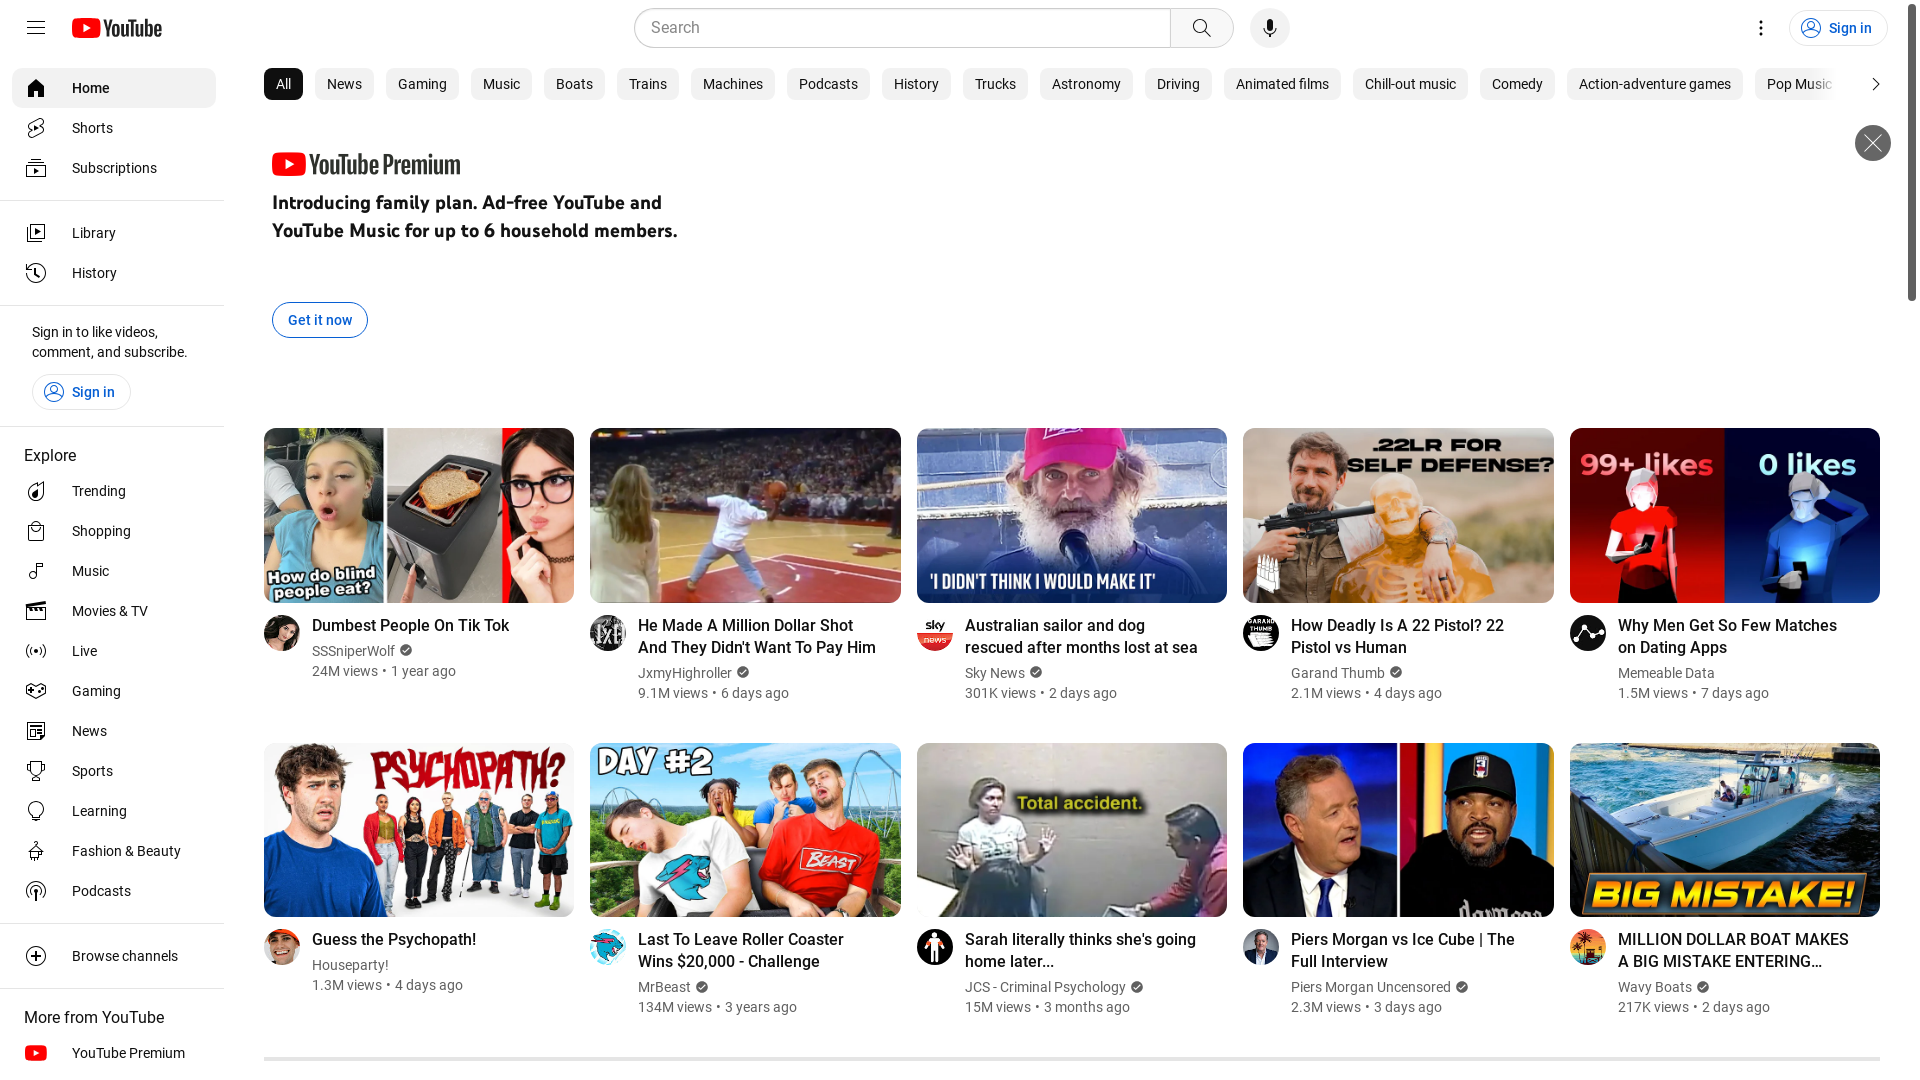 YouTube
Search
Sign in
Home
Shorts
Subscriptions
Library
History
Sign in to like videos,
comment, and subscribe.
Sign in
Explore
Trending
Shopping
Music
Movies & TV
Live
Gaming
News
Sports
Learning
Fashion & Beauty
Podcasts
Browse channels
More from YouTube
YouTube Premium
All
News
Gaming
Music
Boats
Trains
Machines
Podcasts
History
Trucks
Astronomy
Driving
Animated films
Chill-out music
Comedy
Action-adventure games
Pop Music
YouTube Premium
Introducing family plan. Ad-free YouTube and
YouTube Music for up to 6 household members.
Get it now
How do blind
people eat?
Dumbest People On Tik Tok
SSSniperWolf
24M views • 1 year ago
He Made A Million Dollar Shot
And They Didn't Want To Pay Him
JxmyHighroller
9.1M views • 6 days ago
'I DIDN'T THINK I WOULD MAKE IT'
sky
news
Australian sailor and dog
rescued after months lost at sea
Sky News
301K views • 2 days ago
.22LR FOR
SELF DEFENSE?
GARAND
THUMB
How Deadly Is A 22 Pistol? 22
Pistol vs Human
Garand Thumb
2.1M views • 4 days ago
99+ likes
0 likes
Why Men Get So Few Matches
on Dating Apps
Memeable Data
1.5M views • 7 days ago
PSYCHOPATH?
Guess the Psychopath!
Houseparty!
1.3M views • 4 days ago
DAY #2
BEAST
Last To Leave Roller Coaster
Wins $20,000 - Challenge
MrBeast
134M views • 3 years ago
Total accident.
Sarah literally thinks she's going
home later...
JCS - Criminal Psychology
15M views • 3 months ago
Piers Morgan vs Ice Cube | The
Full Interview
Piers Morgan Uncensored
2.3M views • 3 days ago
BIG MISTAKE!
MILLION DOLLAR BOAT MAKES
A BIG MISTAKE ENTERING...
Wavy Boats
217K views • 2 days ago